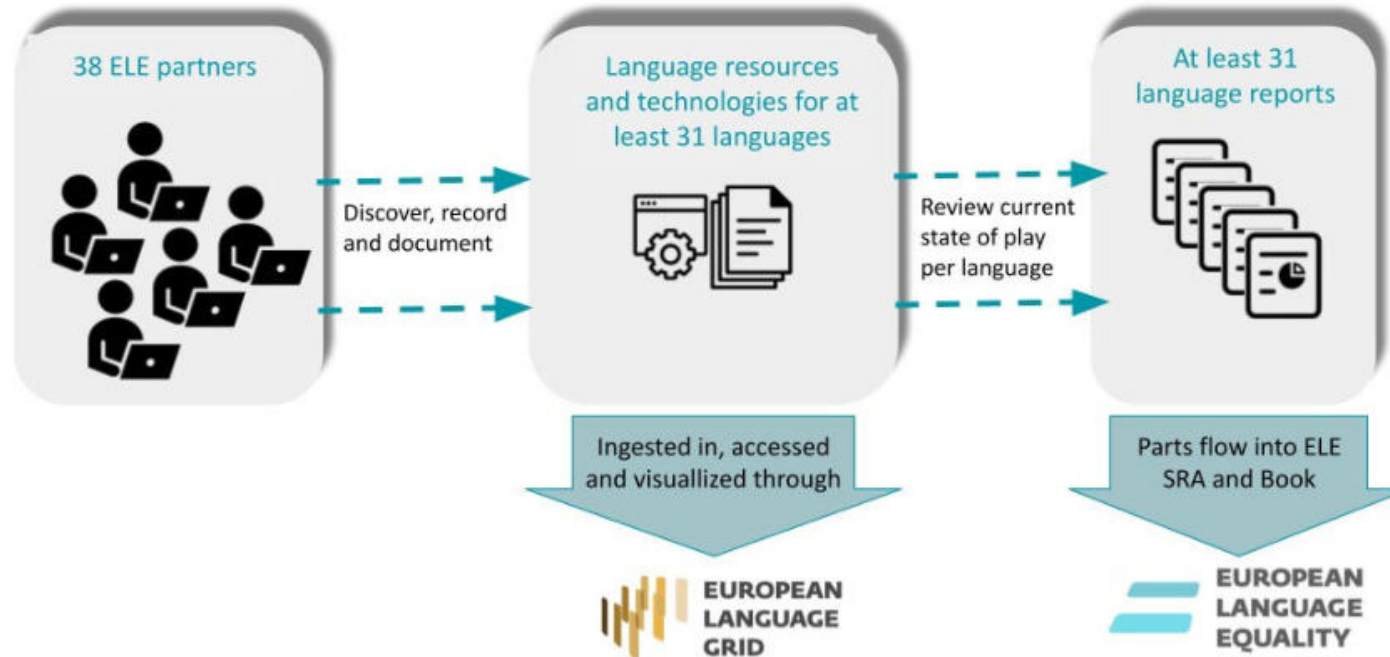 38 ELE partners
Discover, record
and document
Language resources
and technologies for at
least 31 languages
Review current
state of play
per language
At least 31
language reports
Ingested in, accessed
and visuallized through
Parts flow into ELE
SRA and Book
EUROPEAN
LANGUAGE
GRID
EUROPEAN
LANGUAGE
EQUALITY